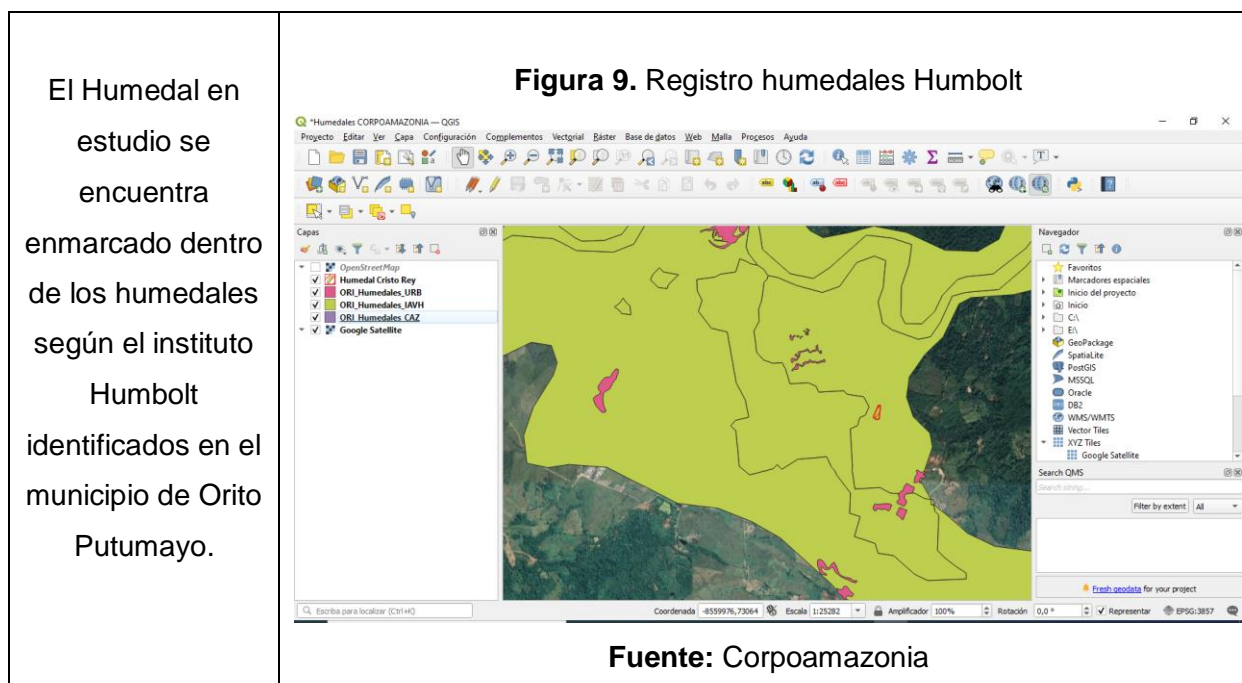 El Humedal en
estudio se
encuentra
enmarcado dentro
de los humedales
según el instituto
Humbolt
identificados en el
municipio de Orito
Putumayo.
Figura 9. Registro humedales Humbolt
*Humedales CORPOAMAZONIA — QGIS
Proyecto Editar Ver Capa Configuración Complementos Vectorial Ráster Base de datos Web Malla Procesos Ayuda
Capas
OpenStreetMap
Humedal Cristo Rey
ORI_Humedales_URB
ORI_Humedales_IAVH
ORI_Humedales_CAZ
Google Satellite
Navegador
Favoritos
Marcadores espaciales
Inicio del proyecto
Inicio
C:\
E:\
GeoPackage
SpatiaLite
PostGIS
MSSQL
Oracle
DB2
WMS/WMTS
Vector Tiles
XYZ Tiles
Google Satellite
Search QMS
Search string...
Filter by extent All
Fresh geodata for your project
Escriba para localizar (Ctrl+K) Coordenada -8559976,73064 Escala 1:25282 Amplificador 100% Rotación 0,0 ° Representar EPSG:3857
Fuente: Corpoamazonia